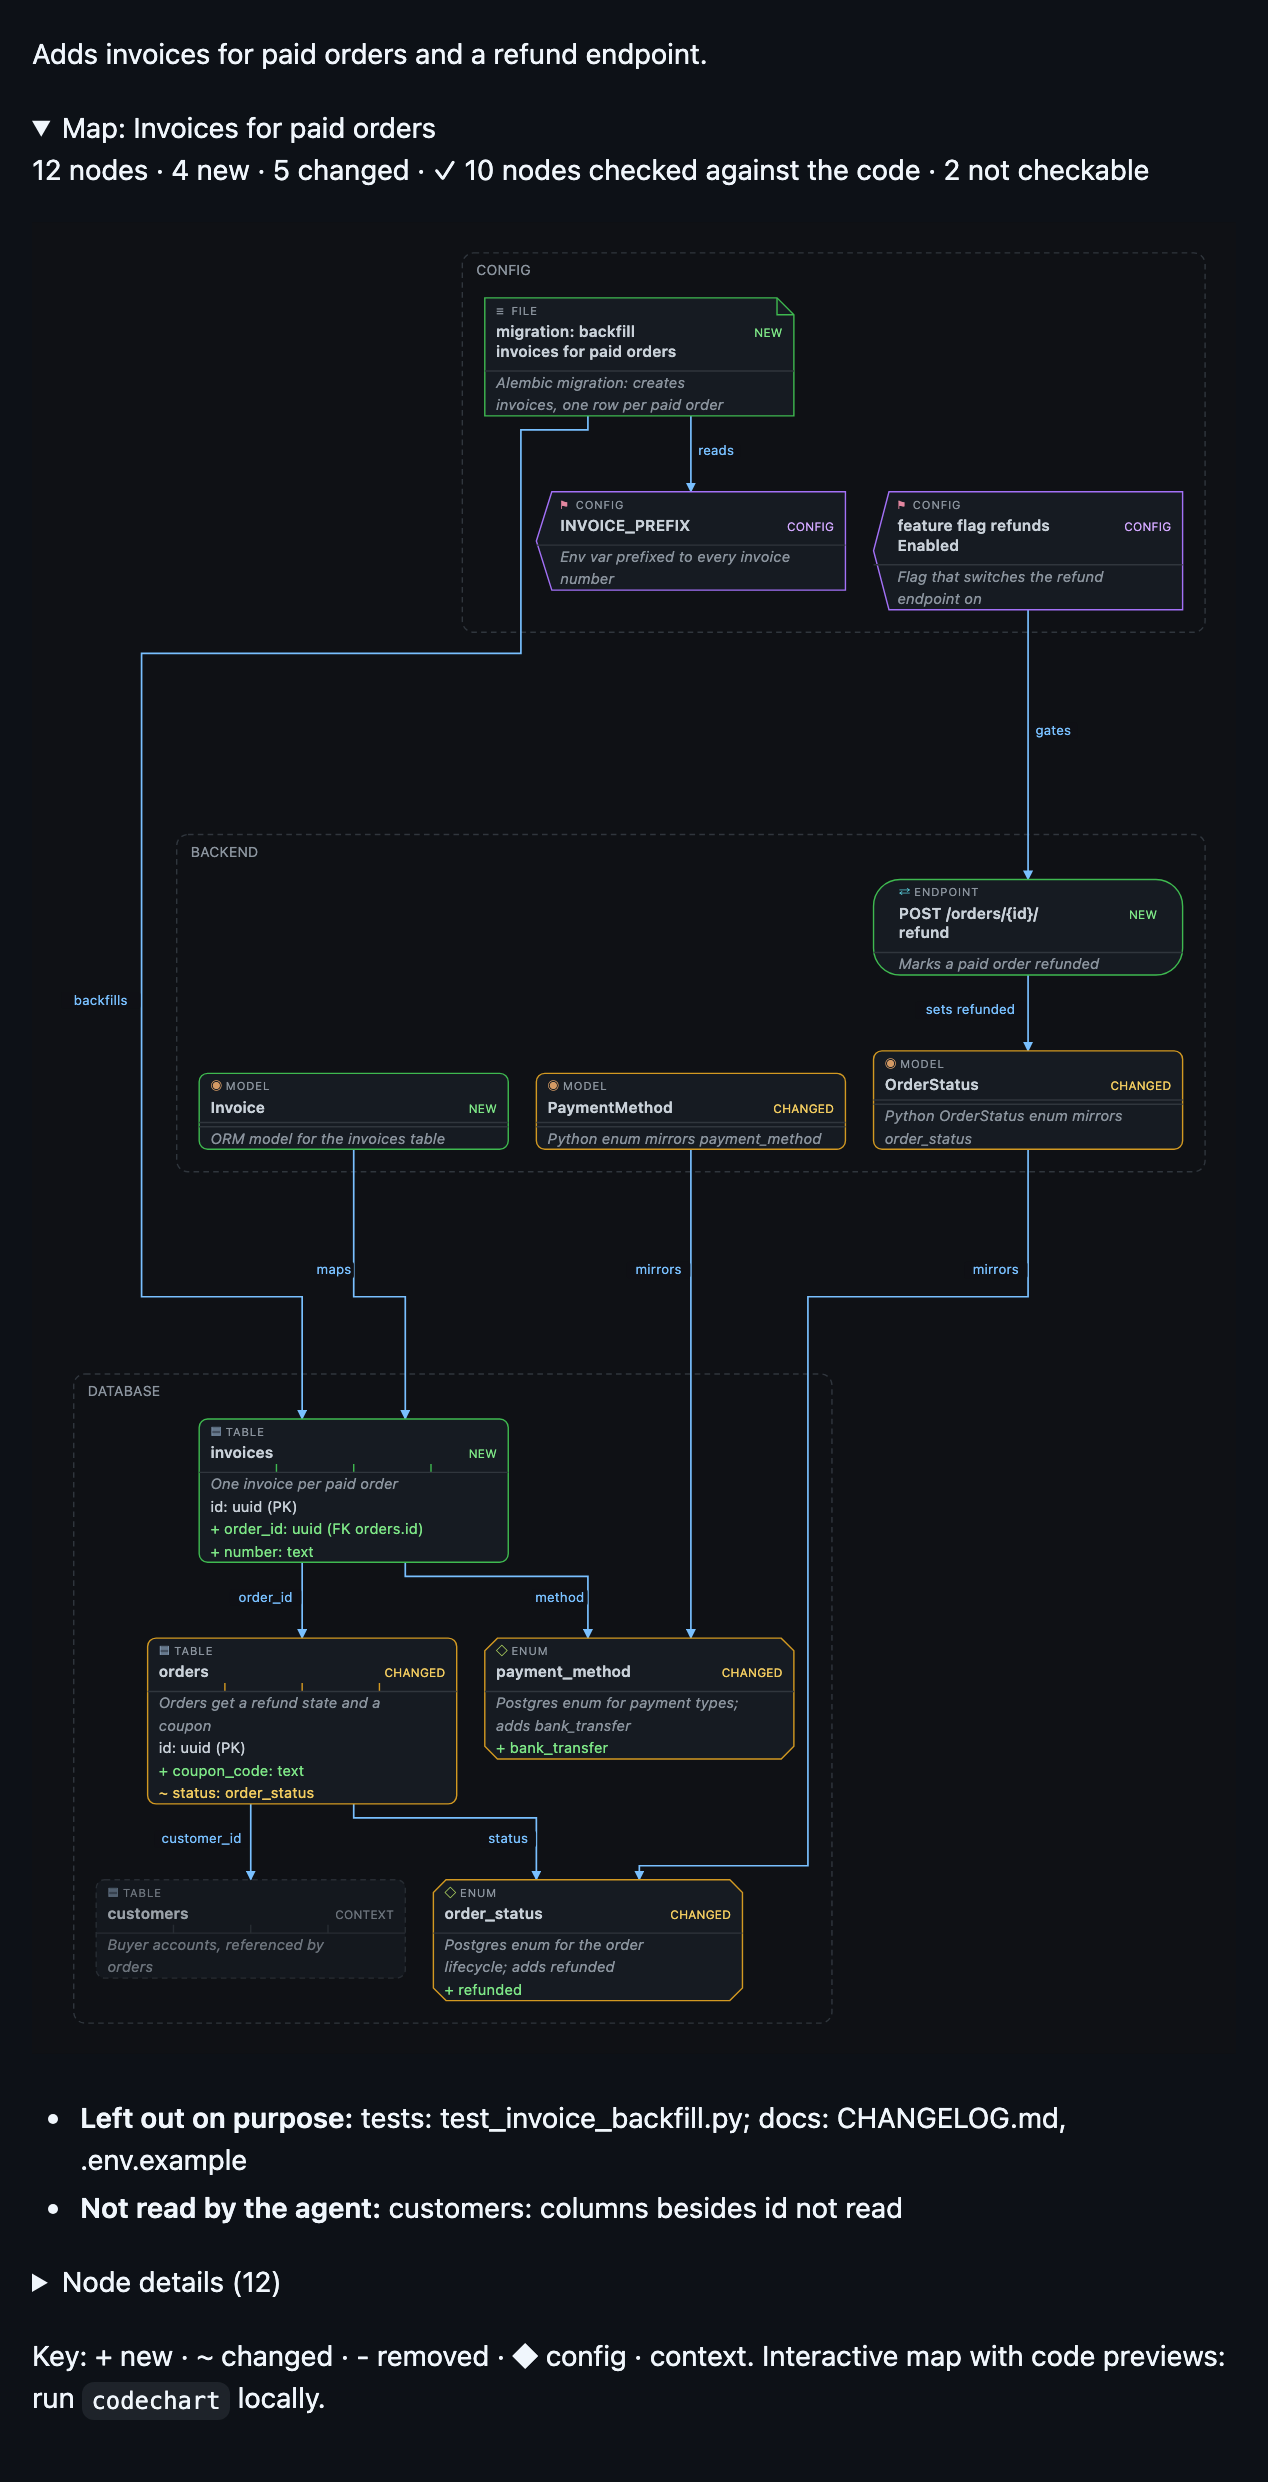 Adds invoices for paid orders and a refund endpoint.
▼ Map: Invoices for paid orders
12 nodes · 4 new · 5 changed · ✓ 10 nodes checked against the code · 2 not checkable
CONFIG
≡ FILE
migration: backfill
invoices for paid orders
NEW
Alembic migration: creates
invoices, one row per paid order
reads
⚑ CONFIG
INVOICE_PREFIX
CONFIG
Env var prefixed to every invoice
number
⚑ CONFIG
feature flag refunds
Enabled
CONFIG
Flag that switches the refund
endpoint on
gates
BACKEND
⇄ ENDPOINT
POST /orders/{id}/
refund
NEW
Marks a paid order refunded
backfills
sets refunded
◉ MODEL
Invoice
NEW
ORM model for the invoices table
◉ MODEL
PaymentMethod
CHANGED
Python enum mirrors payment_method
◉ MODEL
OrderStatus
CHANGED
Python OrderStatus enum mirrors
order_status
maps
mirrors
mirrors
DATABASE
▤ TABLE
invoices
NEW
One invoice per paid order
id: uuid (PK)
+ order_id: uuid (FK orders.id)
+ number: text
order_id
method
▤ TABLE
orders
CHANGED
Orders get a refund state and a
coupon
id: uuid (PK)
+ coupon_code: text
~ status: order_status
◇ ENUM
payment_method
CHANGED
Postgres enum for payment types;
adds bank_transfer
+ bank_transfer
customer_id
status
▤ TABLE
customers
CONTEXT
Buyer accounts, referenced by
orders
◇ ENUM
order_status
CHANGED
Postgres enum for the order
lifecycle; adds refunded
+ refunded
• Left out on purpose: tests: test_invoice_backfill.py; docs: CHANGELOG.md,
.env.example
• Not read by the agent: customers: columns besides id not read
▶ Node details (12)
Key: + new · ~ changed · - removed · ◆ config · context. Interactive map with code previews:
run codechart locally.